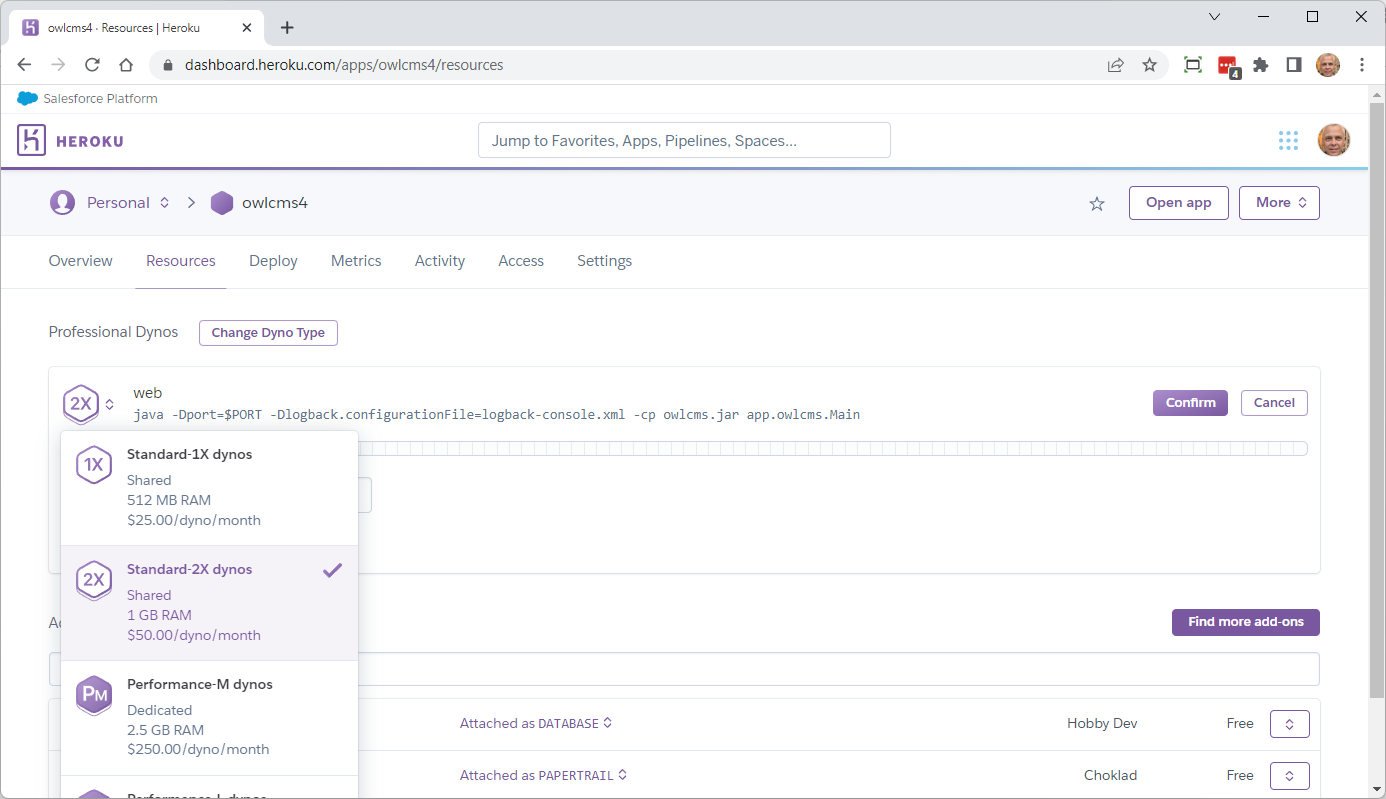 owlcms4 · Resources | Heroku
dashboard.heroku.com/apps/owlcms4/resources
4
Salesforce Platform
HEROKU
Jump to Favorites, Apps, Pipelines, Spaces...
Personal
owlcms4
Open app
More
Overview
Resources
Deploy
Metrics
Activity
Access
Settings
Professional Dynos
Change Dyno Type
2X
web
java -Dport=$PORT -Dlogback.configurationFile=logback-console.xml -cp owlcms.jar app.owlcms.Main
Confirm
Cancel
1X
Standard-1X dynos
Shared
512 MB RAM
$25.00/dyno/month
2X
Standard-2X dynos
Shared
1 GB RAM
$50.00/dyno/month
Find more add-ons
PM
Performance-M dynos
Dedicated
2.5 GB RAM
$250.00/dyno/month
Attached as DATABASE
Hobby Dev
Free
Attached as PAPERTRAIL
Choklad
Free